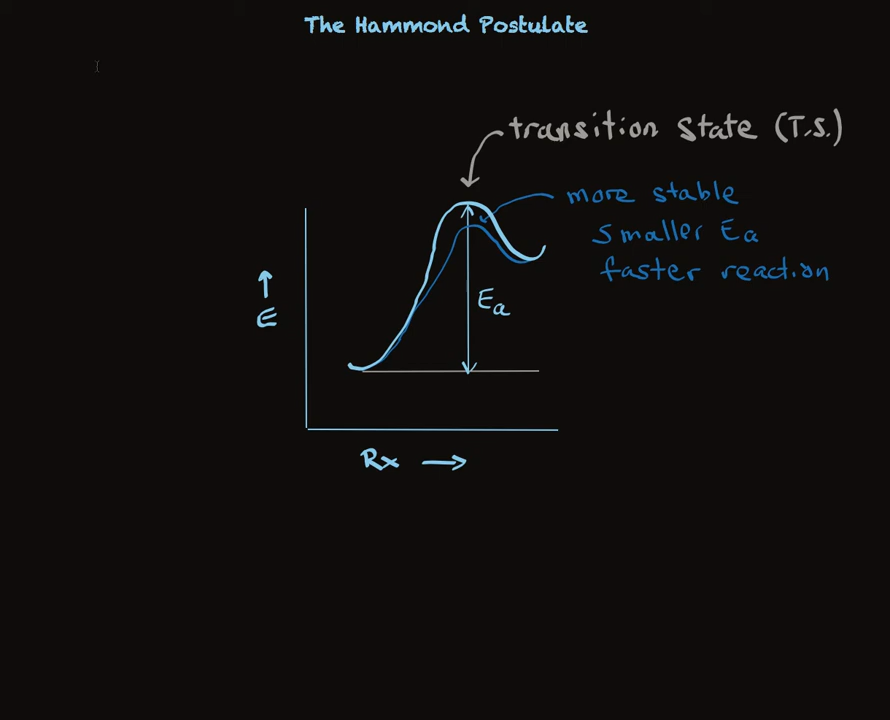 The Hammond Postulate
transition state (T.S.)
more stable
smaller Ea
faster reaction
Ea
↑
E
Rx →